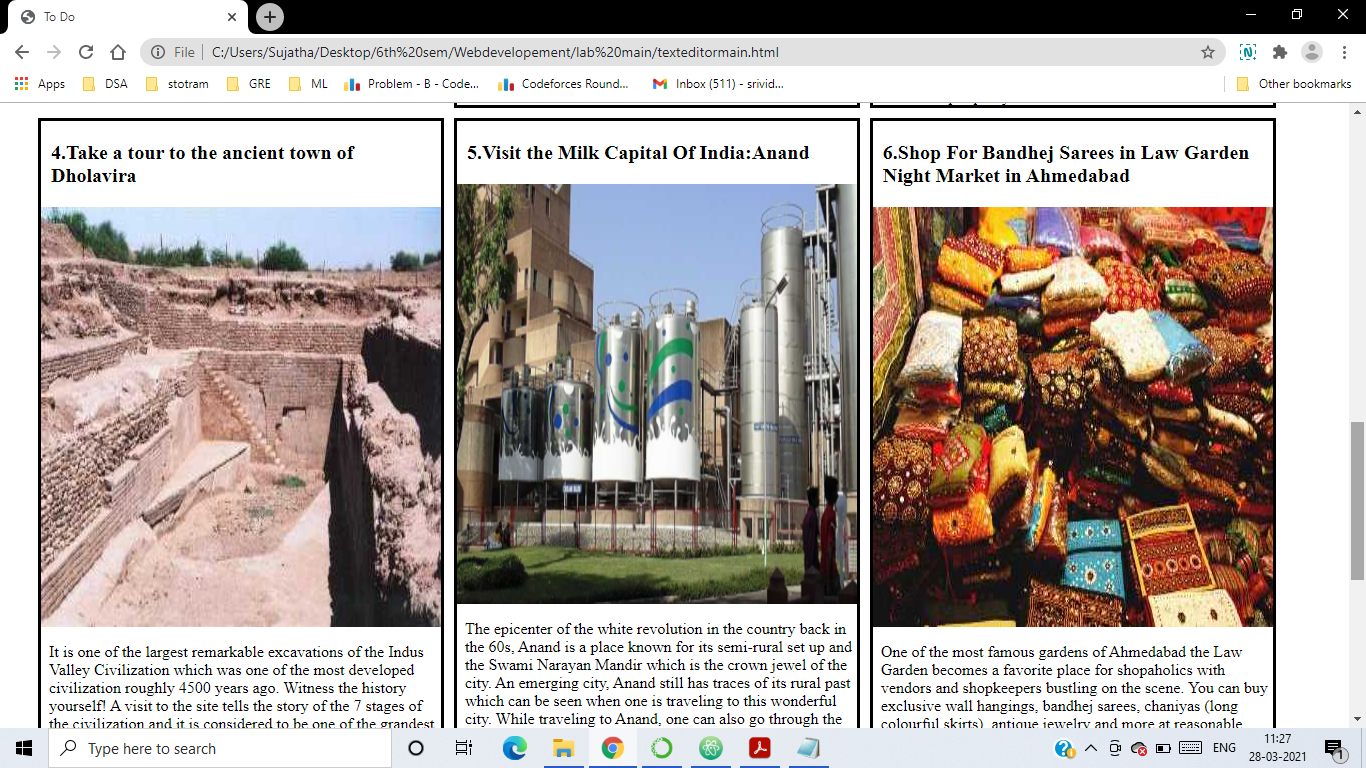 To Do
File
C:/Users/Sujatha/Desktop/6th%20sem/Webdevelopement/lab%20main/texteditormain.html
Apps
DSA
stotram
GRE
ML
Problem - B - Code...
Codeforces Round...
Inbox (511) - srivid...
Other bookmarks
4.Take a tour to the ancient town of
Dholavira
It is one of the largest remarkable excavations of the Indus
Valley Civilization which was one of the most developed
civilization roughly 4500 years ago. Witness the history
yourself! A visit to the site tells the story of the 7 stages of
the civilization and it is considered to be one of the grandest
5.Visit the Milk Capital Of India:Anand
The epicenter of the white revolution in the country back in
the 60s, Anand is a place known for its semi-rural set up and
the Swami Narayan Mandir which is the crown jewel of the
city. An emerging city, Anand still has traces of its rural past
which can be seen when one is traveling to this wonderful
city. While traveling to Anand, one can also go through the
6.Shop For Bandhej Sarees in Law Garden
Night Market in Ahmedabad
One of the most famous gardens of Ahmedabad the Law
Garden becomes a favorite place for shopaholics with
vendors and shopkeepers bustling on the scene. You can buy
exclusive wall hangings, bandhej sarees, chaniyas (long
colourful skirts), antique jewelry and more at reasonable
Type here to search
ENG
11:27
28-03-2021
1